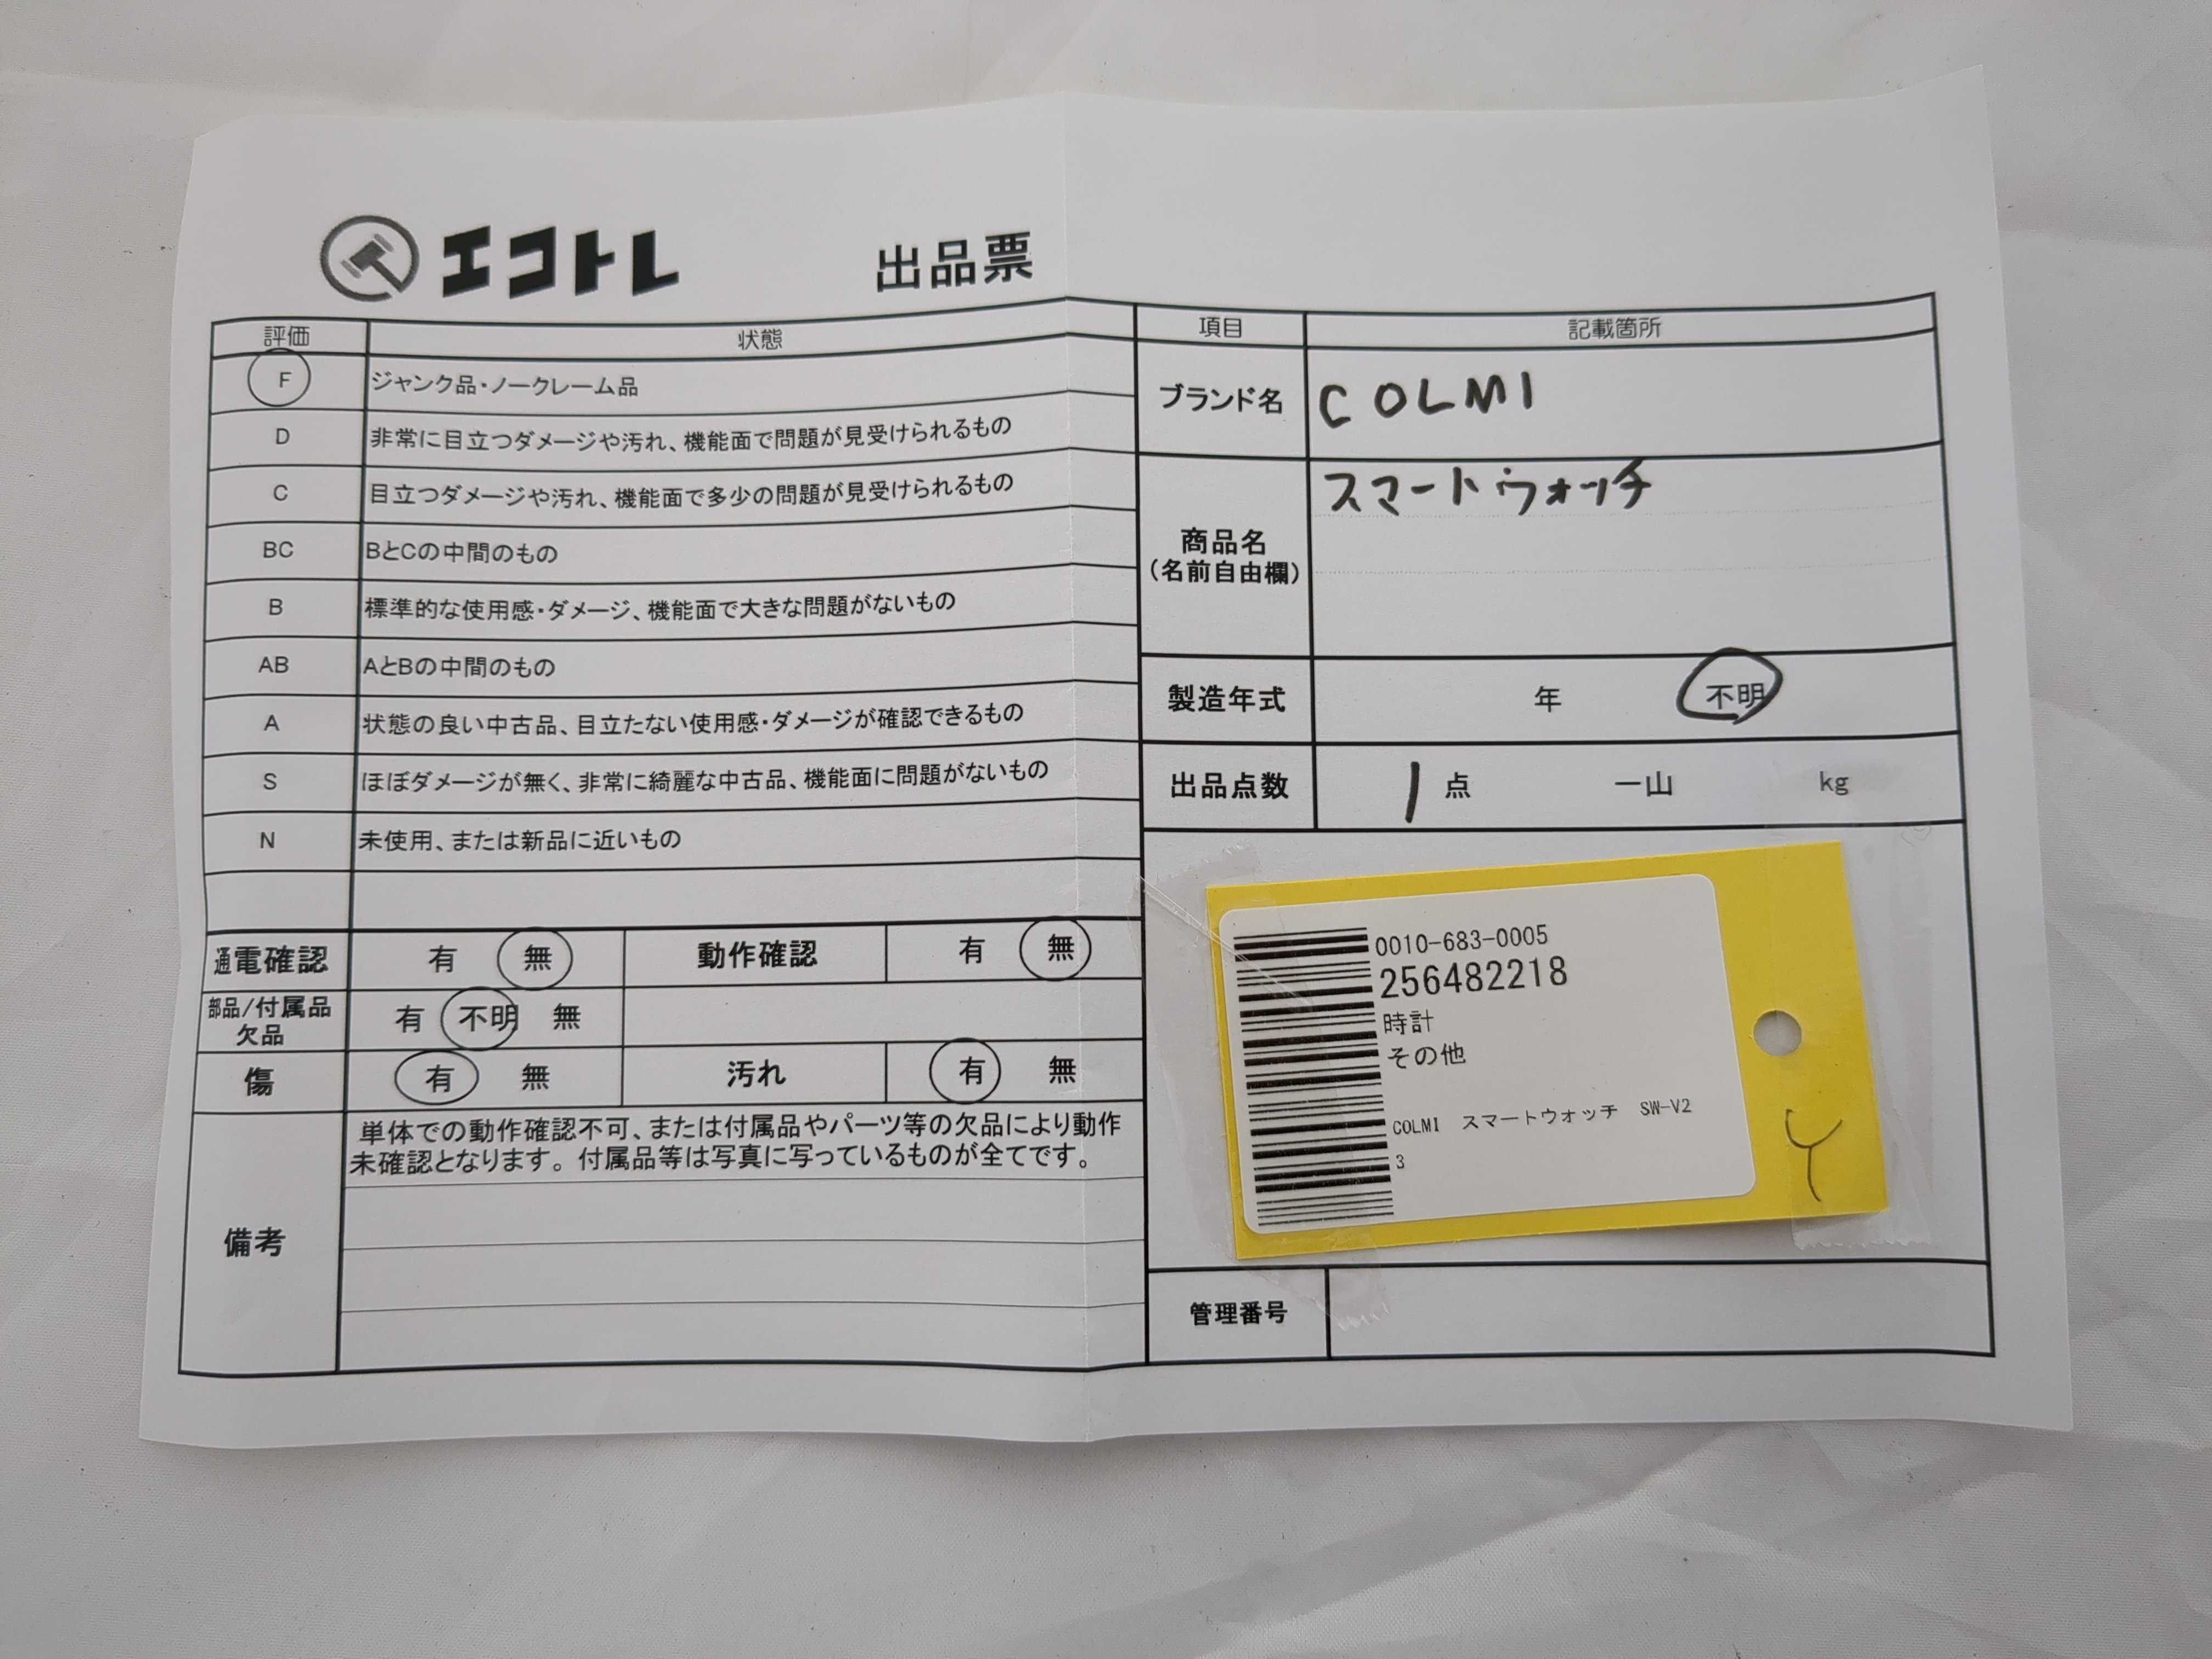 エコトレ 出品票
評価 状態
F ジャンク品・ノークレーム品
D 非常に目立つダメージや汚れ、機能面で問題が見受けられるもの
C 目立つダメージや汚れ、機能面で多少の問題が見受けられるもの
BC BとCの中間のもの
B 標準的な使用感・ダメージ、機能面で大きな問題がないもの
AB AとBの中間のもの
A 状態の良い中古品、目立たない使用感・ダメージが確認できるもの
S ほぼダメージが無く、非常に綺麗な中古品、機能面に問題がないもの
N 未使用、または新品に近いもの
通電確認 有 無 動作確認 有 無
部品/付属品
欠品
有 不明 無
傷 有 無 汚れ 有 無
備考
単体での動作確認不可、または付属品やパーツ等の欠品により動作
未確認となります。付属品等は写真に写っているものが全てです。
項目 記載箇所
ブランド名 COLMI
商品名
(名前自由欄)
スマートウォッチ
製造年式 年 不明
出品点数 1 点 一山 kg
0010-683-0005
256482218
時計
その他
COLMI スマートウォッチ SW-V2
3
Y
管理番号